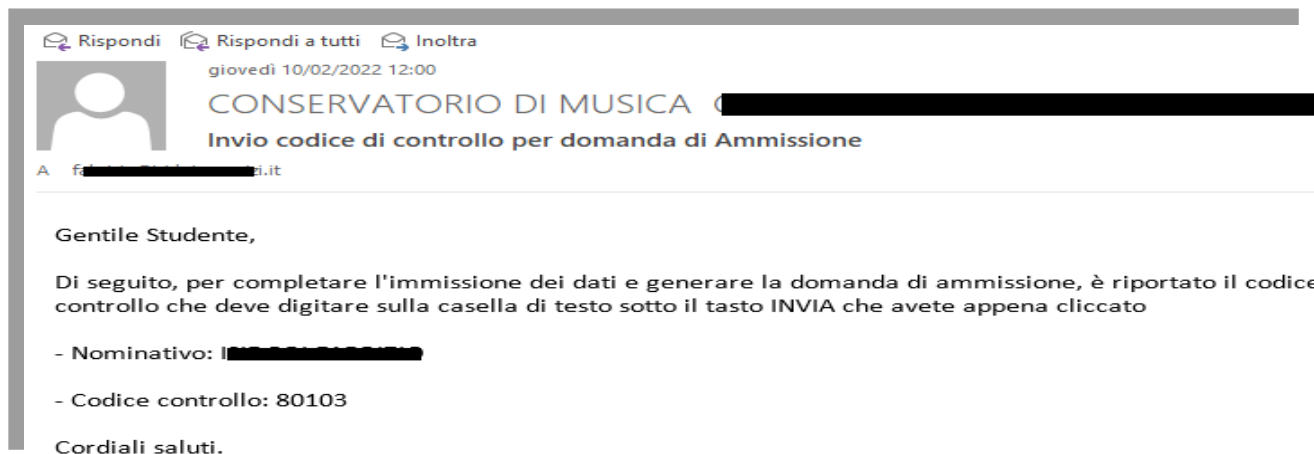 Rispondi Rispondi a tutti Inoltra
giovedì 10/02/2022 12:00
CONSERVATORIO DI MUSICA
Invio codice di controllo per domanda di Ammissione
A
Gentile Studente,
Di seguito, per completare l'immissione dei dati e generare la domanda di ammissione, è riportato il codice
controllo che deve digitare sulla casella di testo sotto il tasto INVIA che avete appena cliccato
- Nominativo:
- Codice controllo: 80103
Cordiali saluti.